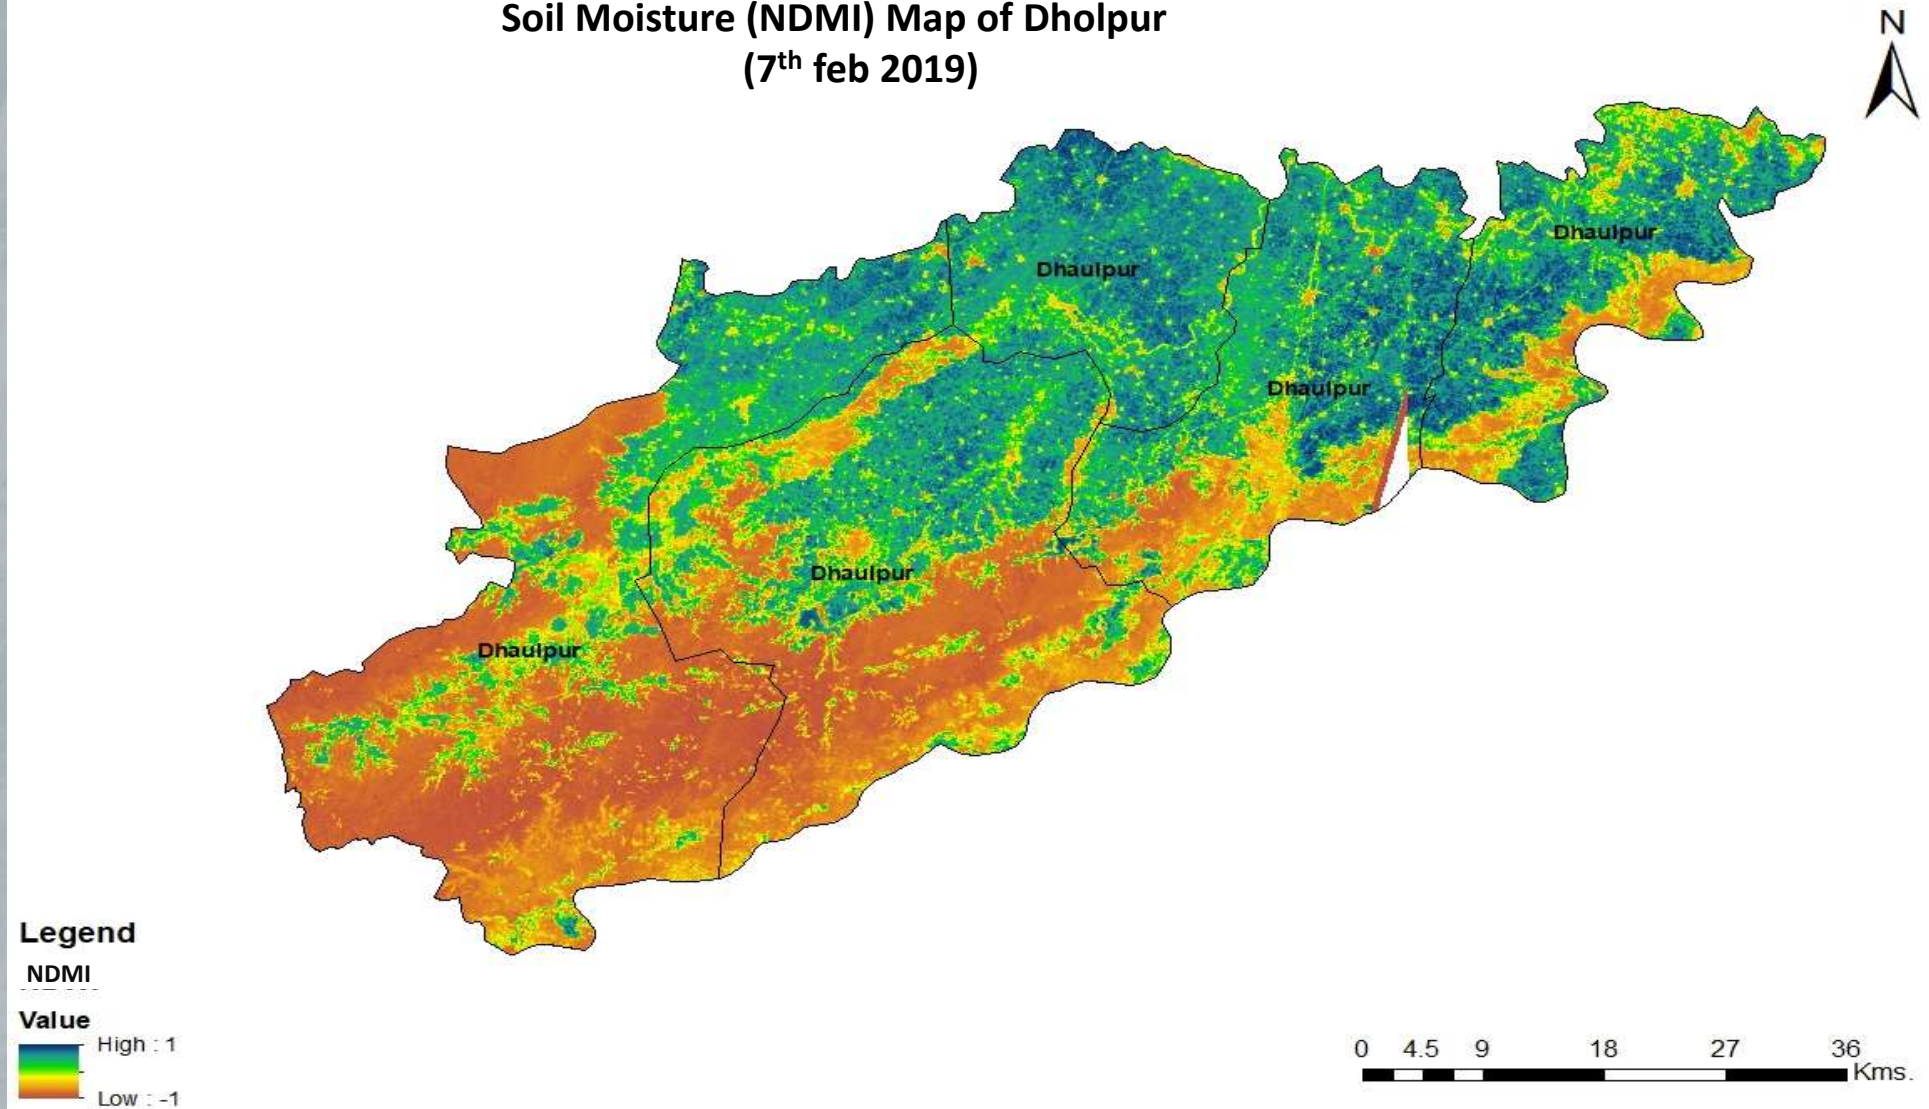 Soil Moisture (NDMI) Map of Dholpur
(7th feb 2019)
N
Dhaulpur
Dhaulpur
Dhaulpur
Dhaulpur
Dhaulpur
Legend
NDMI
Value
High : 1
Low : -1
0 4.5 9 18 27 36
Kms.